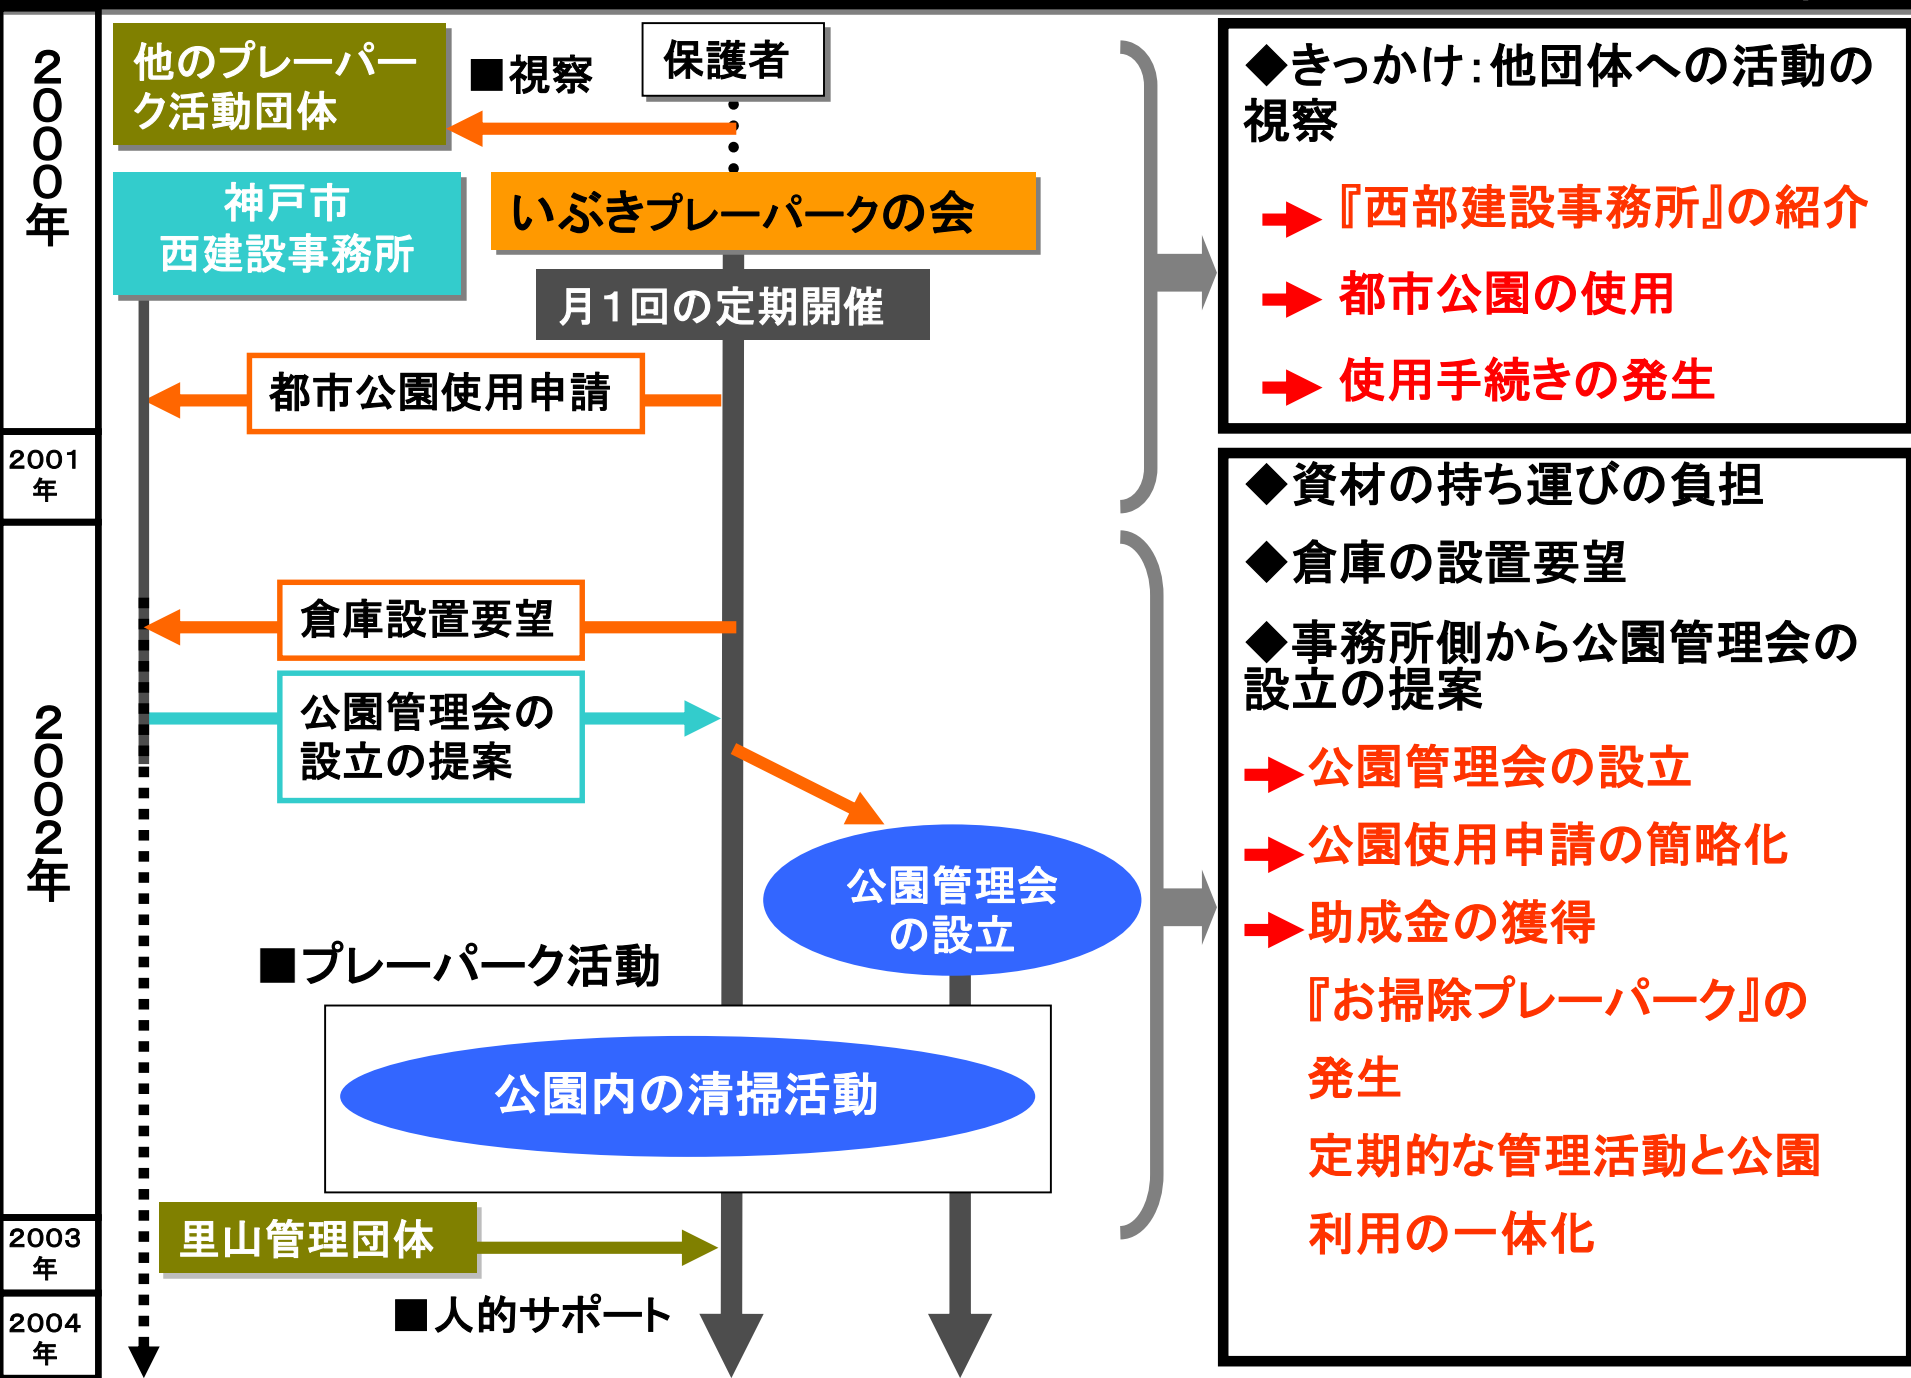 2000年
他のプレーパー
ク活動団体
■視察
保護者
神戸市
西建設事務所
いぶきプレーパークの会
月1回の定期開催
都市公園使用申請
2001
年
2002年
倉庫設置要望
公園管理会の
設立の提案
公園管理会
の設立
■プレーパーク活動
公園内の清掃活動
2003
年
里山管理団体
■人的サポート
2004
年
◆きっかけ:他団体への活動の
視察
『西部建設事務所』の紹介
都市公園の使用
使用手続きの発生
◆資材の持ち運びの負担
◆倉庫の設置要望
◆事務所側から公園管理会の
設立の提案
公園管理会の設立
公園使用申請の簡略化
助成金の獲得
『お掃除プレーパーク』の
発生
定期的な管理活動と公園
利用の一体化